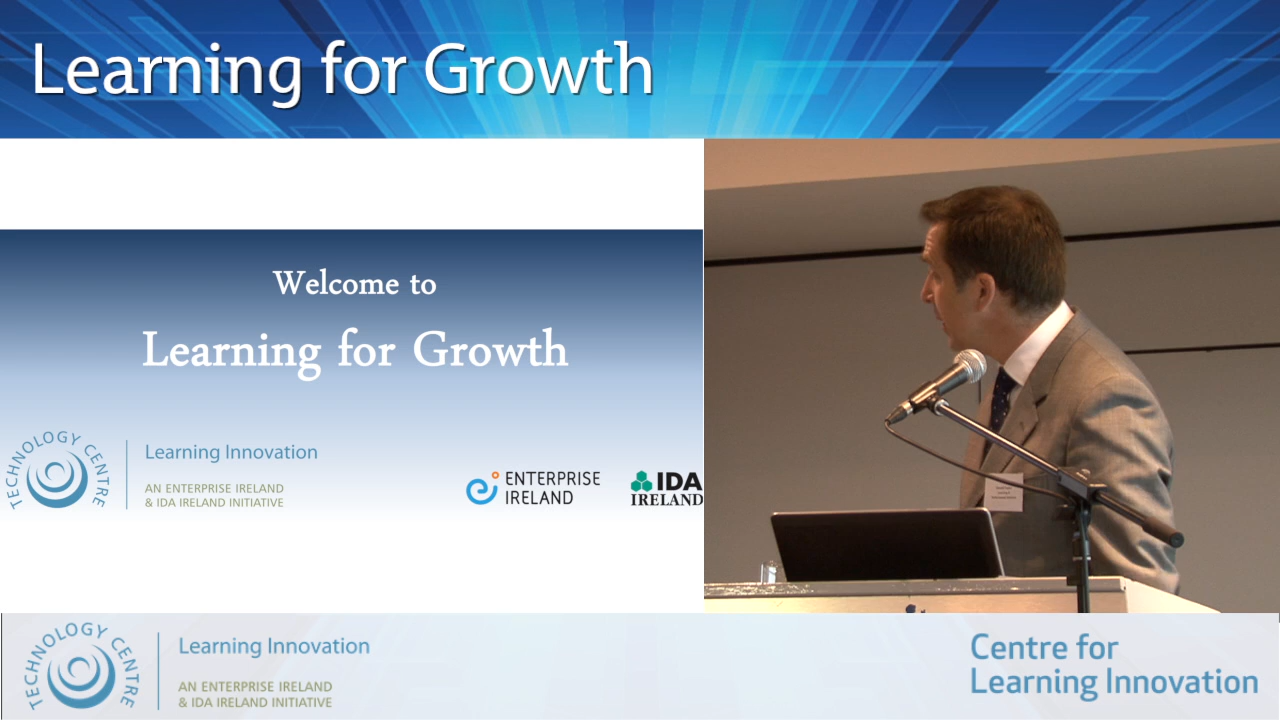 Learning for Growth
Welcome to
Learning for Growth
TECHNOLOGY CENTRE
Learning Innovation
AN ENTERPRISE IRELAND
& IDA IRELAND INITIATIVE
ENTERPRISE
IRELAND
IDA
IRELAND
TECHNOLOGY CENTRE
Learning Innovation
AN ENTERPRISE IRELAND
& IDA IRELAND INITIATIVE
Centre for
Learning Innovation